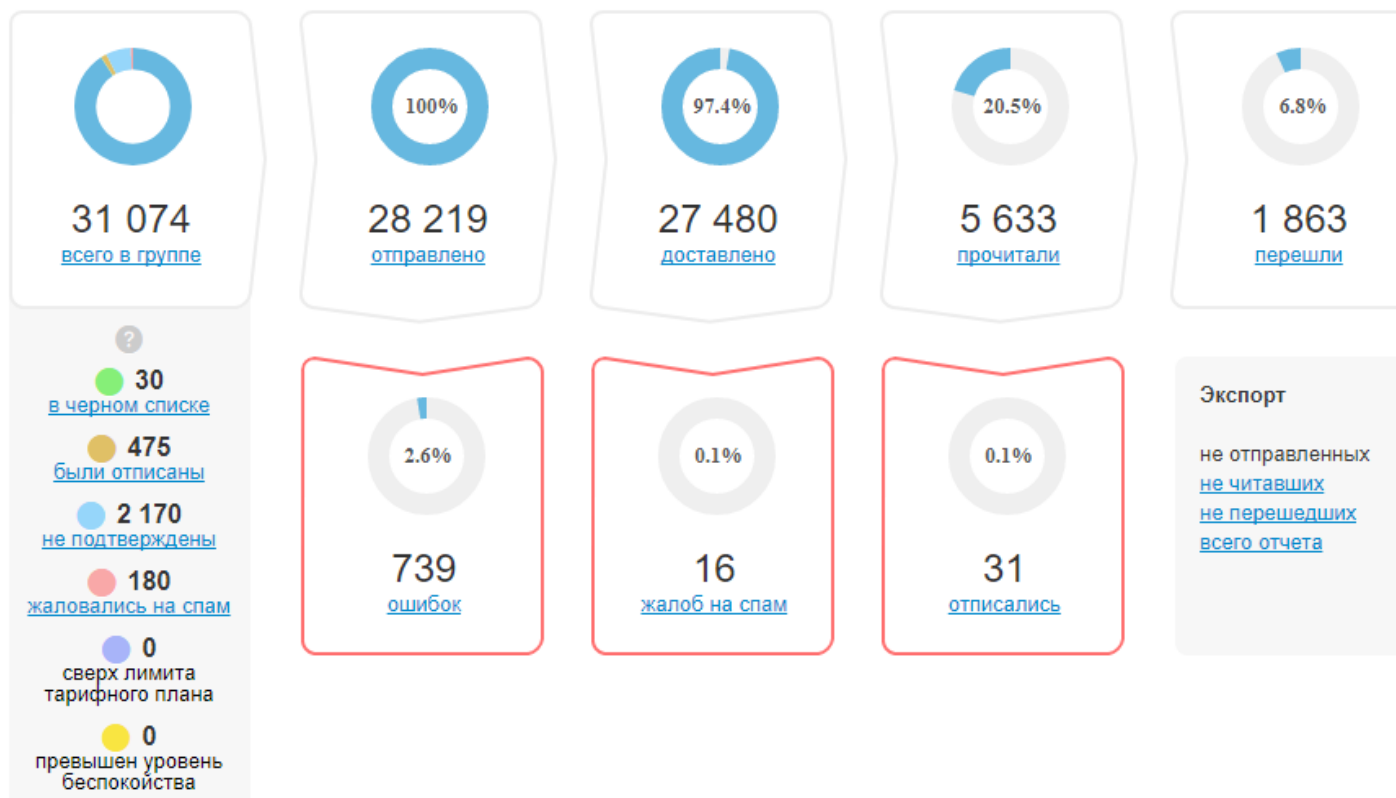 100%
97.4%
20.5%
6.8%
31 074
всего в группе
28 219
отправлено
27 480
доставлено
5 633
прочитали
1 863
перешли
?
30
в черном списке
475
были отписаны
2 170
не подтверждены
180
жаловались на спам
0
сверх лимита
тарифного плана
0
превышен уровень
беспокойства
2.6%
739
ошибок
0.1%
16
жалоб на спам
0.1%
31
отписались
Экспорт
не отправленных
не читавших
не перешедших
всего отчета